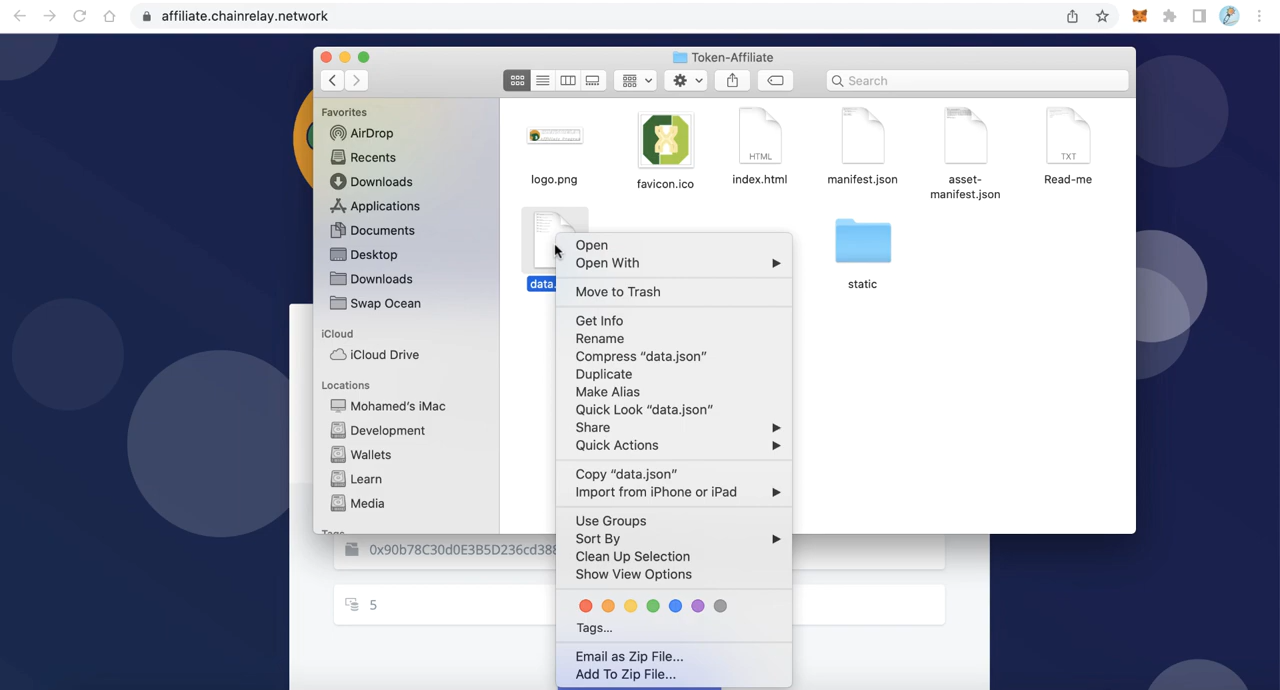 affiliate.chainrelay.network
Token-Affiliate
Search
Favorites
AirDrop
Recents
Downloads
Applications
Documents
Desktop
Downloads
Swap Ocean
iCloud
iCloud Drive
Locations
Mohamed's iMac
Development
Wallets
Learn
Media
Tags
logo.png
favicon.ico
HTML
index.html
manifest.json
asset-
manifest.json
TXT
Read-me
data.
static
Open
Open With
Move to Trash
Get Info
Rename
Compress “data.json”
Duplicate
Make Alias
Quick Look “data.json”
Share
Quick Actions
Copy “data.json”
Import from iPhone or iPad
Use Groups
Sort By
Clean Up Selection
Show View Options
Tags...
Email as Zip File...
Add To Zip File...
0x90b78C30d0E3B5D236cd388
5